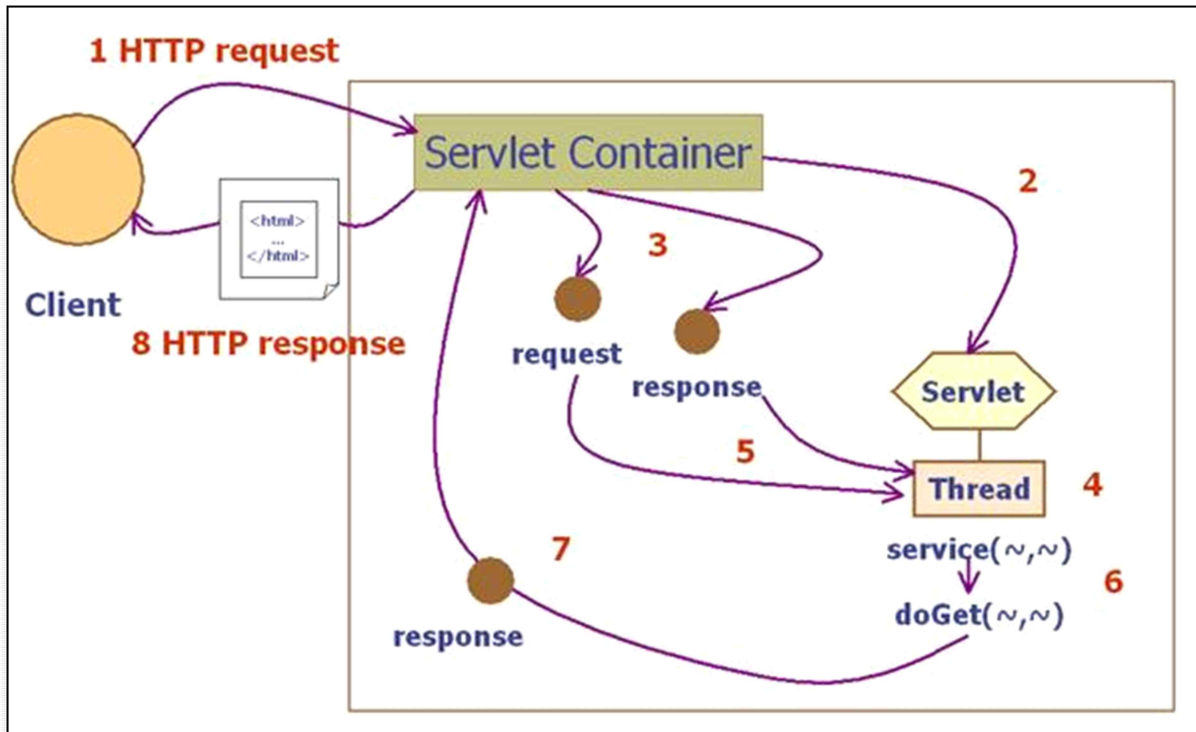 1 HTTP request
Servlet Container
2
<html>
...
</html>
3
Client
8 HTTP response
request
response
Servlet
5
Thread
4
service(~,~)
7
6
doGet(~,~)
response